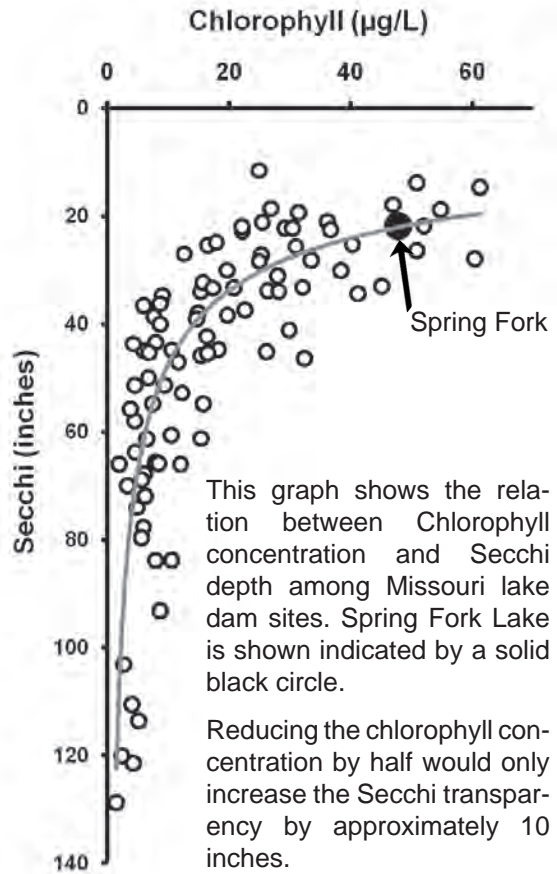 Chlorophyll (µg/L)
0 20 40 60
0
20
40
60
80
100
120
140
Secchi (inches)
Spring Fork
This graph shows the rela-
tion between Chlorophyll
concentration and Secchi
depth among Missouri lake
dam sites. Spring Fork Lake
is shown indicated by a solid
black circle.
Reducing the chlorophyll con-
centration by half would only
increase the Secchi transpar-
ency by approximately 10
inches.